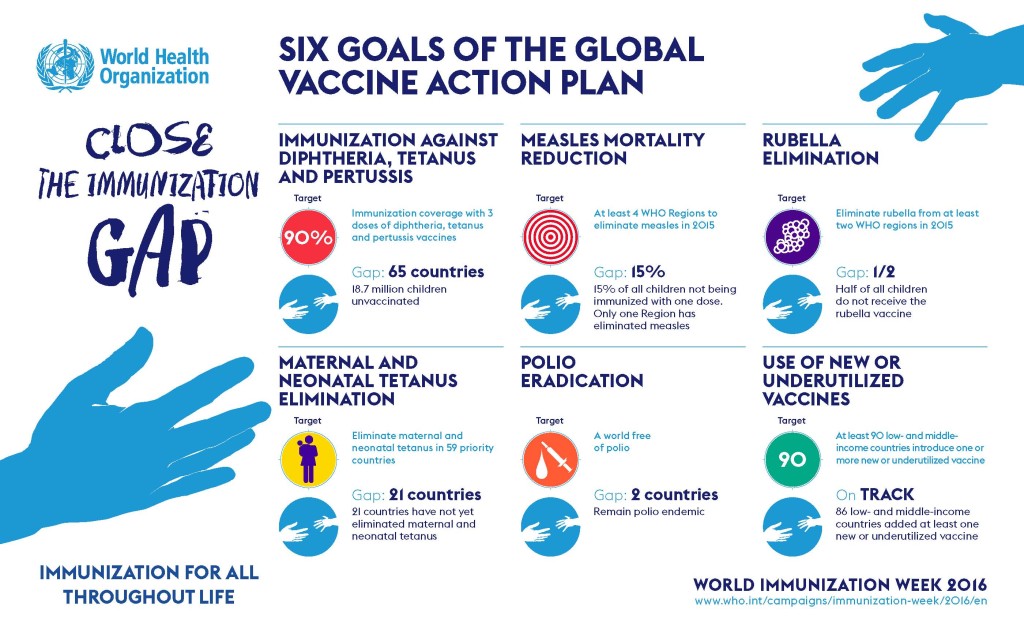 World Health
Organization
SIX GOALS OF THE GLOBAL
VACCINE ACTION PLAN
CLOSE
THE IMMUNIZATION
GAP
IMMUNIZATION AGAINST
DIPHTHERIA, TETANUS
AND PERTUSSIS
Target
90%
Immunization coverage with 3
doses of diphtheria, tetanus
and pertussis vaccines
Gap: 65 countries
18.7 million children
unvaccinated
MEASLES MORTALITY
REDUCTION
Target
At least 4 WHO Regions to
eliminate measles in 2015
Gap: 15%
15% of all children not being
immunized with one dose.
Only one Region has
eliminated measles
RUBELLA
ELIMINATION
Target
Eliminate rubella from at least
two WHO regions in 2015
Gap: 1/2
Half of all children
do not receive the
rubella vaccine
MATERNAL AND
NEONATAL TETANUS
ELIMINATION
Target
Eliminate maternal and
neonatal tetanus in 59 priority
countries
Gap: 21 countries
21 countries have not yet
eliminated maternal and
neonatal tetanus
POLIO
ERADICATION
Target
A world free
of polio
Gap: 2 countries
Remain polio endemic
USE OF NEW OR
UNDERUTILIZED
VACCINES
Target
90
At least 90 low- and middle-
income countries introduce one or
more new or underutilized vaccine
On TRACK
86 low- and middle-income
countries added at least one
new or underutilized vaccine
IMMUNIZATION FOR ALL
THROUGHOUT LIFE
WORLD IMMUNIZATION WEEK 2016
www.who.int/campaigns/immunization-week/2016/en